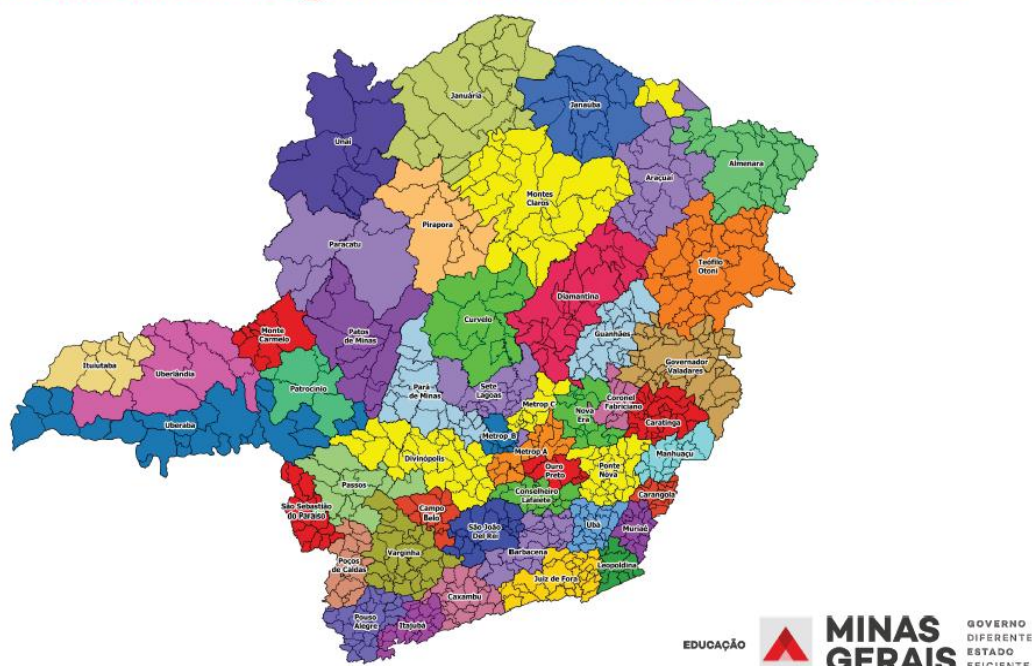 Januária
Janaúba
Unaí
Almenara
Araçuaí
Montes
Claros
Pirapora
Paracatu
Teófilo
Otoni
Diamantina
Curvelo
Guanhães
Monte
Carmelo
Patos
de Minas
Ituiutaba
Uberlândia
Governador
Valadares
Patrocínio
Pará
de Minas
Sete
Lagoas
Metrop C
Nova
Era
Coronel
Fabriciano
Caratinga
Uberaba
Metrop B
Divinópolis
Metrop A
Manhuaçu
Ouro
Preto
Ponte
Nova
Passos
Conselheiro
Lafaiete
Carangola
São Sebastião
do Paraíso
Campo
Belo
São João
Del Rei
Ubá
Muriaé
Varginha
Barbacena
Poços
de Caldas
Leopoldina
Juiz de Fora
Caxambu
Pouso
Alegre
Itajubá
EDUCAÇÃO
MINAS
GERAIS
GOVERNO
DIFERENTE
ESTADO
EFICIENTE